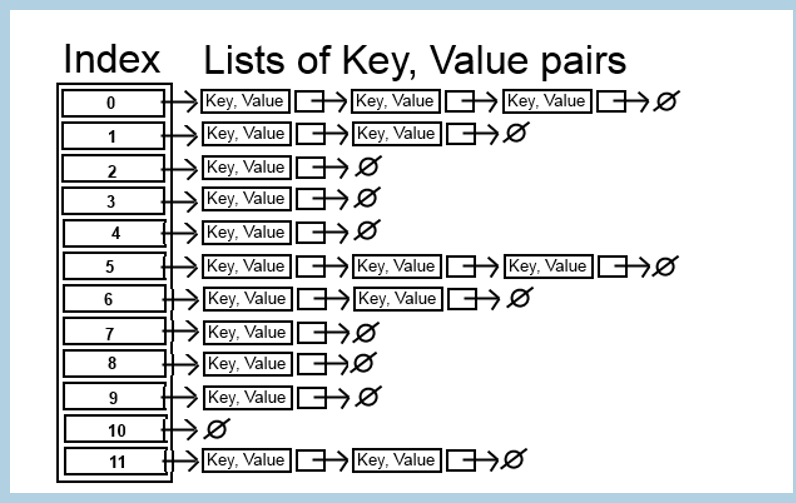 Index Lists of Key, Value pairs
0 Key, Value Key, Value Key, Value Ø
1 Key, Value Key, Value Ø
2 Key, Value Ø
3 Key, Value Ø
4 Key, Value Ø
5 Key, Value Key, Value Key, Value Ø
6 Key, Value Key, Value Ø
7 Key, Value Ø
8 Key, Value Ø
9 Key, Value Ø
10 Ø
11 Key, Value Key, Value Ø